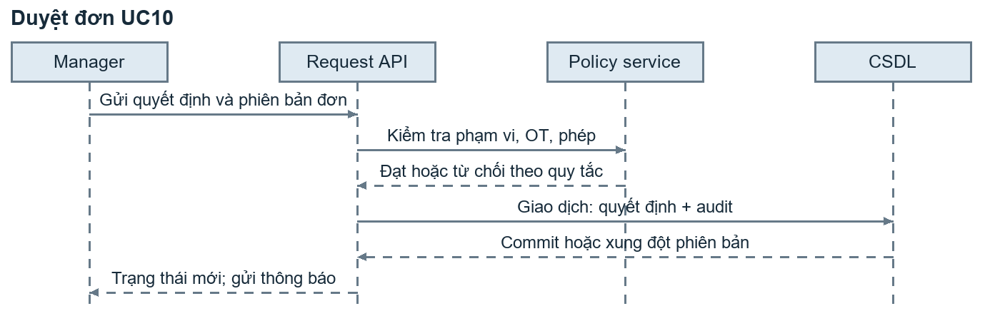 Duyệt đơn UC10
Manager
Request API
Policy service
CSDL
Gửi quyết định và phiên bản đơn
Kiểm tra phạm vi, OT, phép
Đạt hoặc từ chối theo quy tắc
Giao dịch: quyết định + audit
Commit hoặc xung đột phiên bản
Trạng thái mới; gửi thông báo